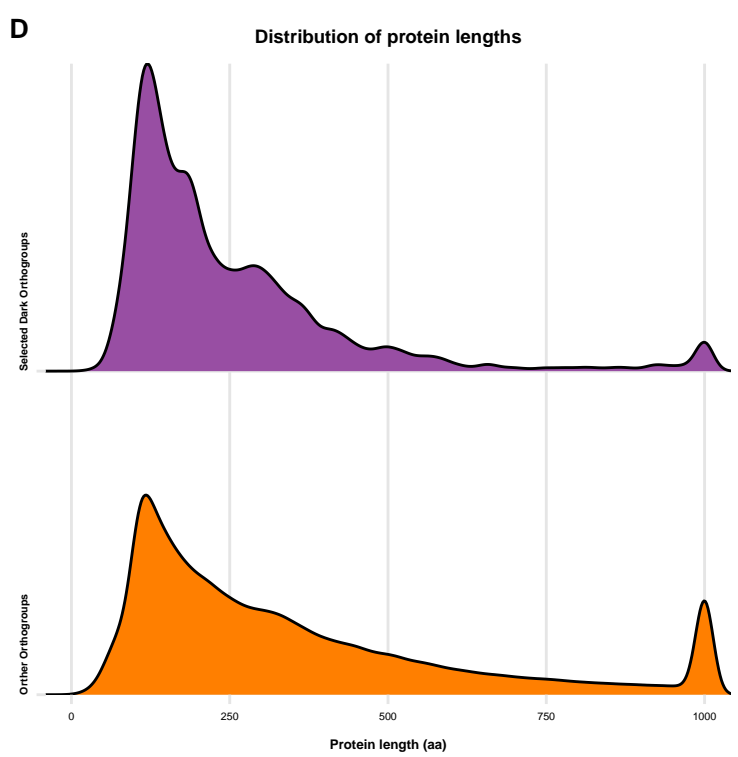 D
Distribution of protein lengths
Selected Dark Orthogroups
Orther Orthogroups
0 250 500 750 1000
Protein length (aa)